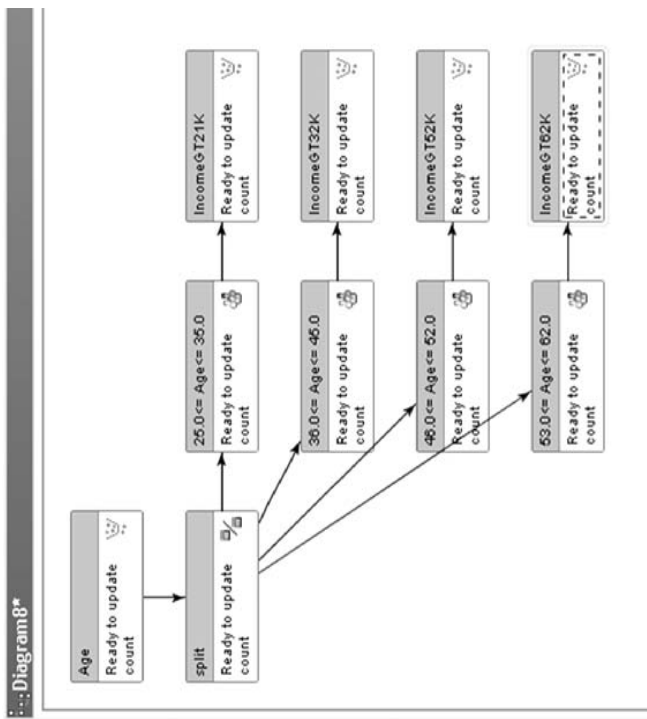 Diagram8*
Age
Ready to update
count
split
Ready to update
count
25.0<= Age<= 35.0
Ready to update
count
IncomeGT21K
Ready to update
count
36.0<= Age<= 45.0
Ready to update
count
IncomeGT32K
Ready to update
count
46.0<= Age<= 52.0
Ready to update
count
IncomeGT52K
Ready to update
count
53.0<= Age<= 62.0
Ready to update
count
IncomeGT62K
Ready to update
count